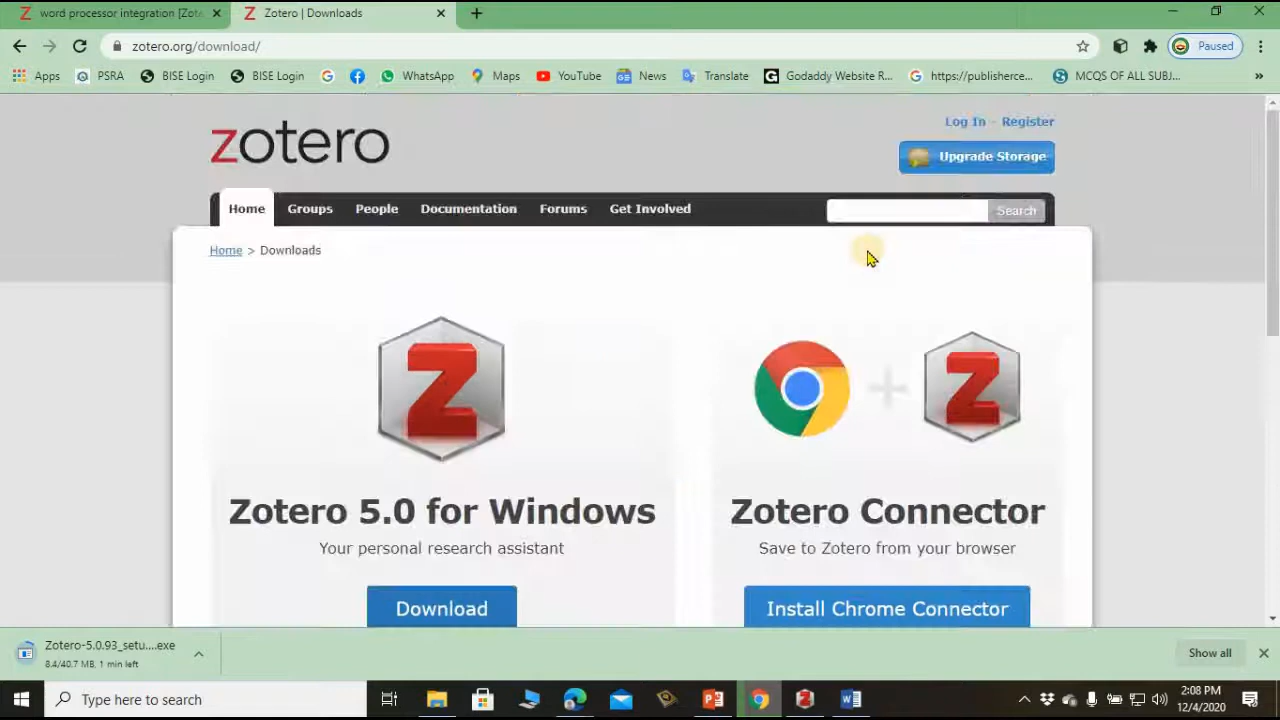 word processor integration [Zote
Zotero | Downloads
zotero.org/download/
Paused
Apps
PSRA
BISE Login
BISE Login
WhatsApp
Maps
YouTube
News
Translate
Godaddy Website R...
https://publisherce...
MCQS OF ALL SUBJ...
»
zotero
Log In - Register
Upgrade Storage
Home
Groups
People
Documentation
Forums
Get Involved
Search
Home > Downloads
Zotero 5.0 for Windows
Your personal research assistant
Download
Zotero Connector
Save to Zotero from your browser
Install Chrome Connector
Zotero-5.0.93_setu....exe
8.4/40.7 MB, 1 min left
Show all
Type here to search
2:08 PM
12/4/2020